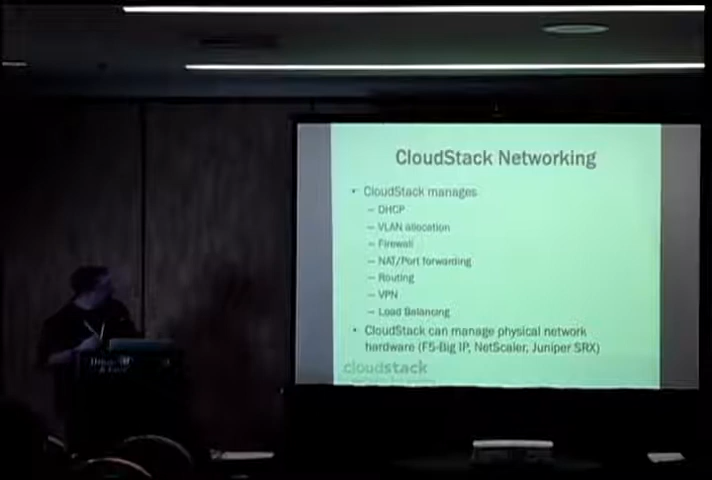 CloudStack Networking
• CloudStack manages
– DHCP
– VLAN allocation
– Firewall
– NAT/Port forwarding
– Routing
– VPN
– Load Balancing
• CloudStack can manage physical network
hardware (F5-Big IP, NetScaler, Juniper SRX)
cloudstack